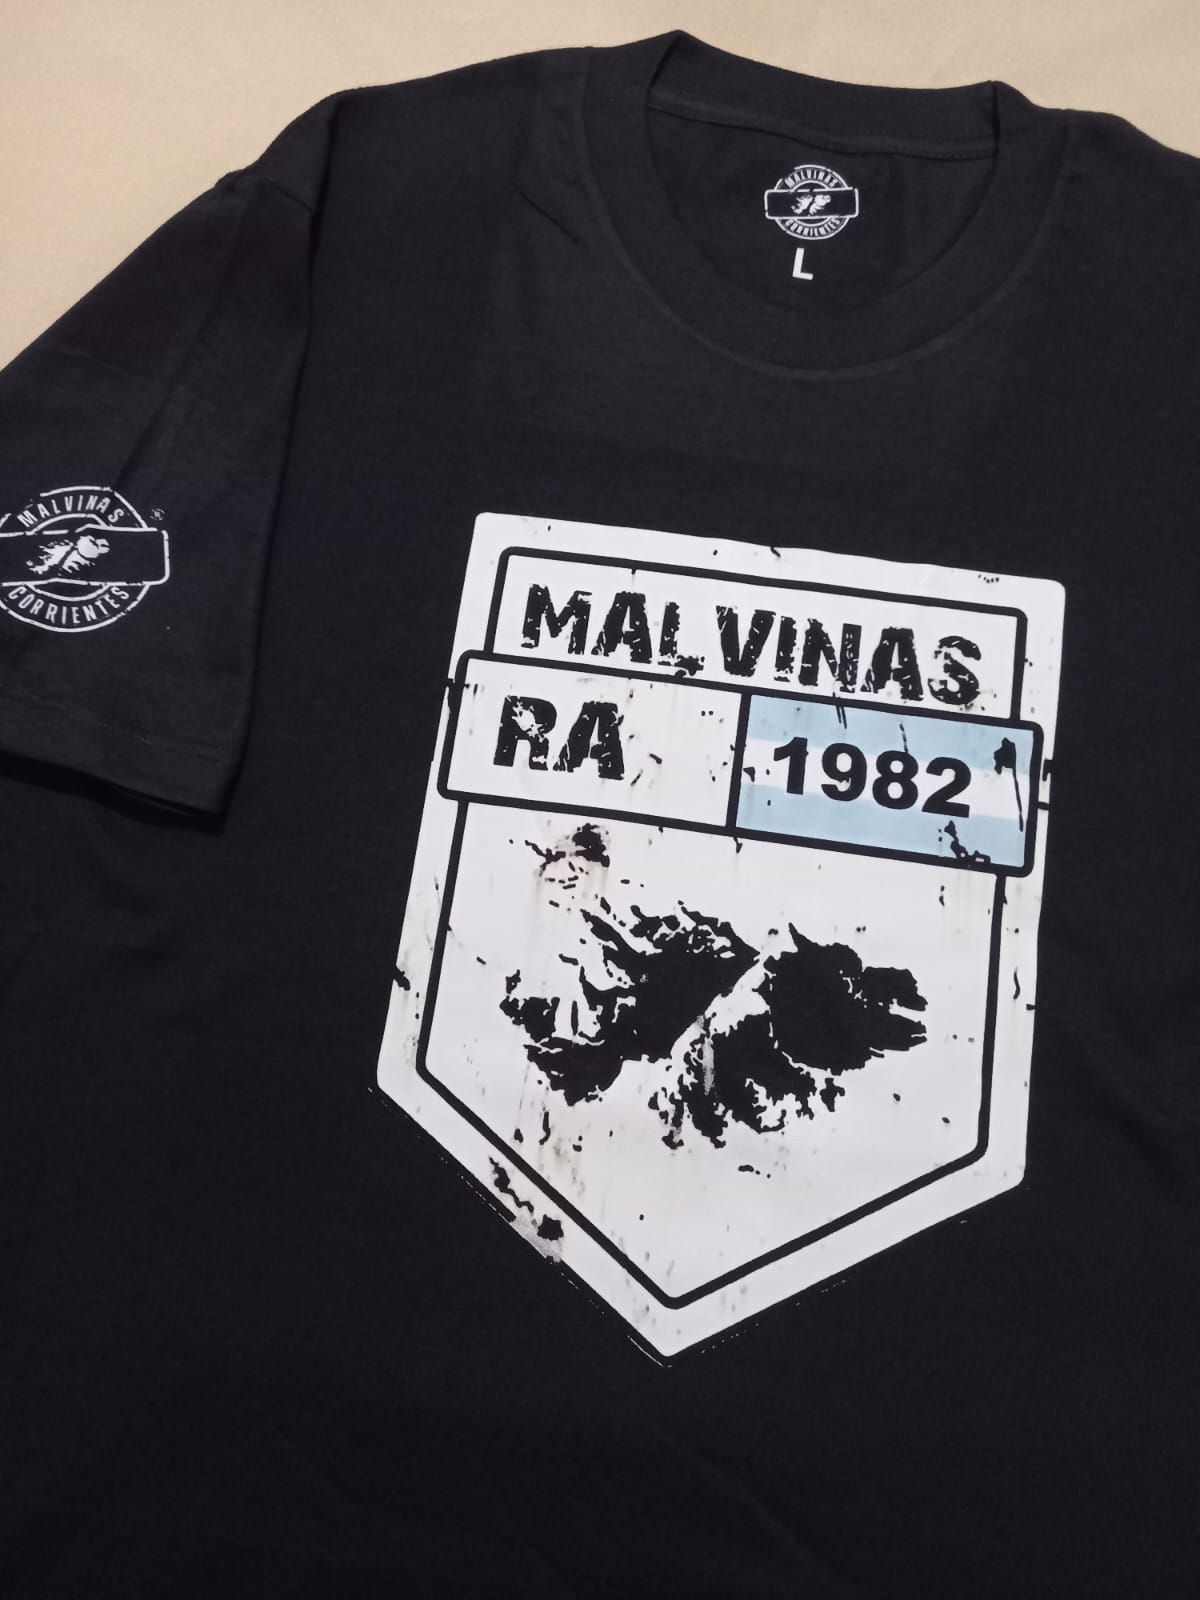 MALVINAS
CORRIENTES
L
MALVINAS
®
CORRIENTES
MALVINAS
RA
1982